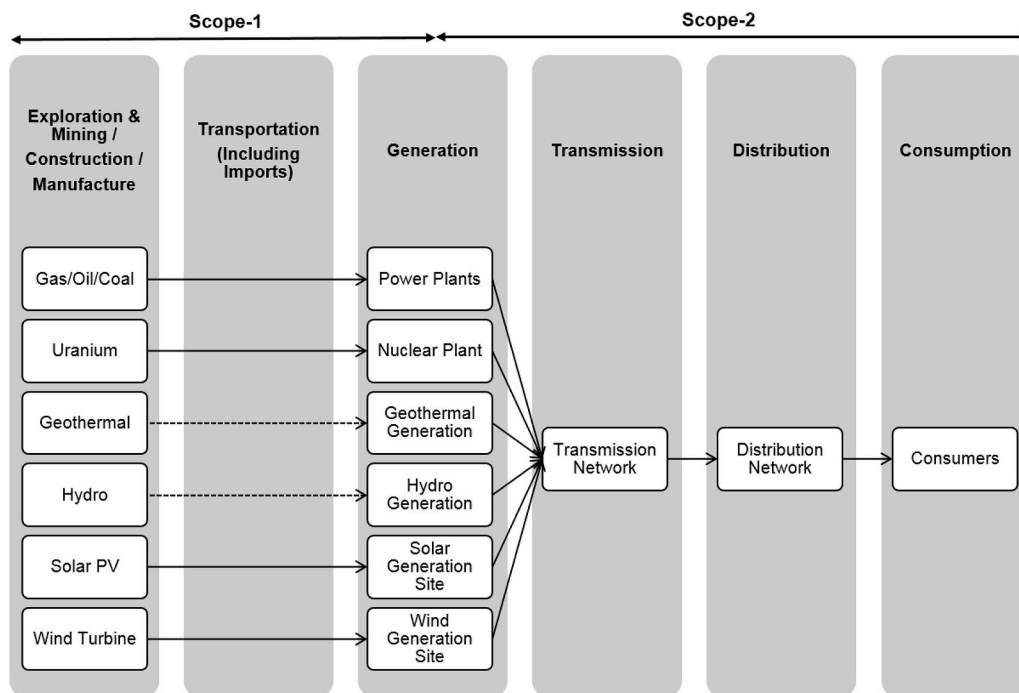 Scope-1
Scope-2
Exploration &
Mining /
Construction /
Manufacture
Transportation
(Including
Imports)
Generation
Transmission
Distribution
Consumption
Gas/Oil/Coal
Power Plants
Uranium
Nuclear Plant
Geothermal
Geothermal
Generation
Transmission
Network
Distribution
Network
Consumers
Hydro
Hydro
Generation
Solar PV
Solar
Generation
Site
Wind Turbine
Wind
Generation
Site